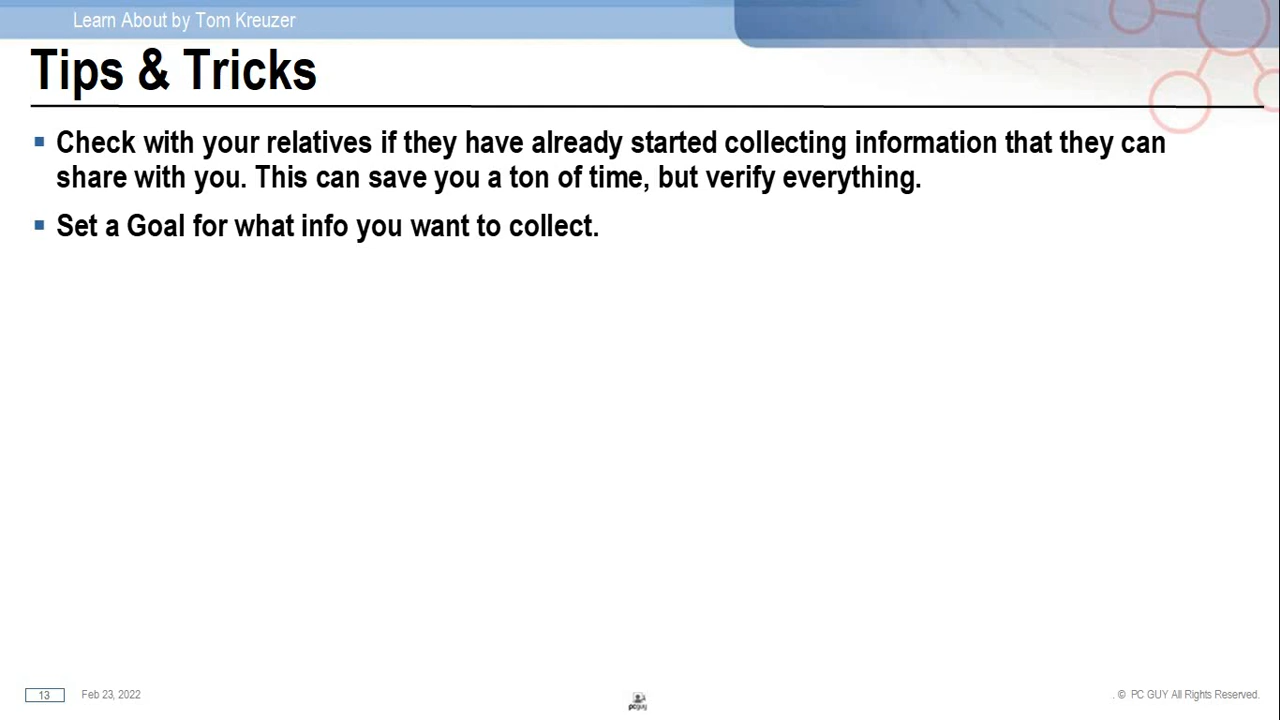 Learn About by Tom Kreuzer
Tips & Tricks
Check with your relatives if they have already started collecting information that they can
share with you. This can save you a ton of time, but verify everything.
Set a Goal for what info you want to collect.
13
Feb 23, 2022
pcguy
. © PC GUY All Rights Reserved.